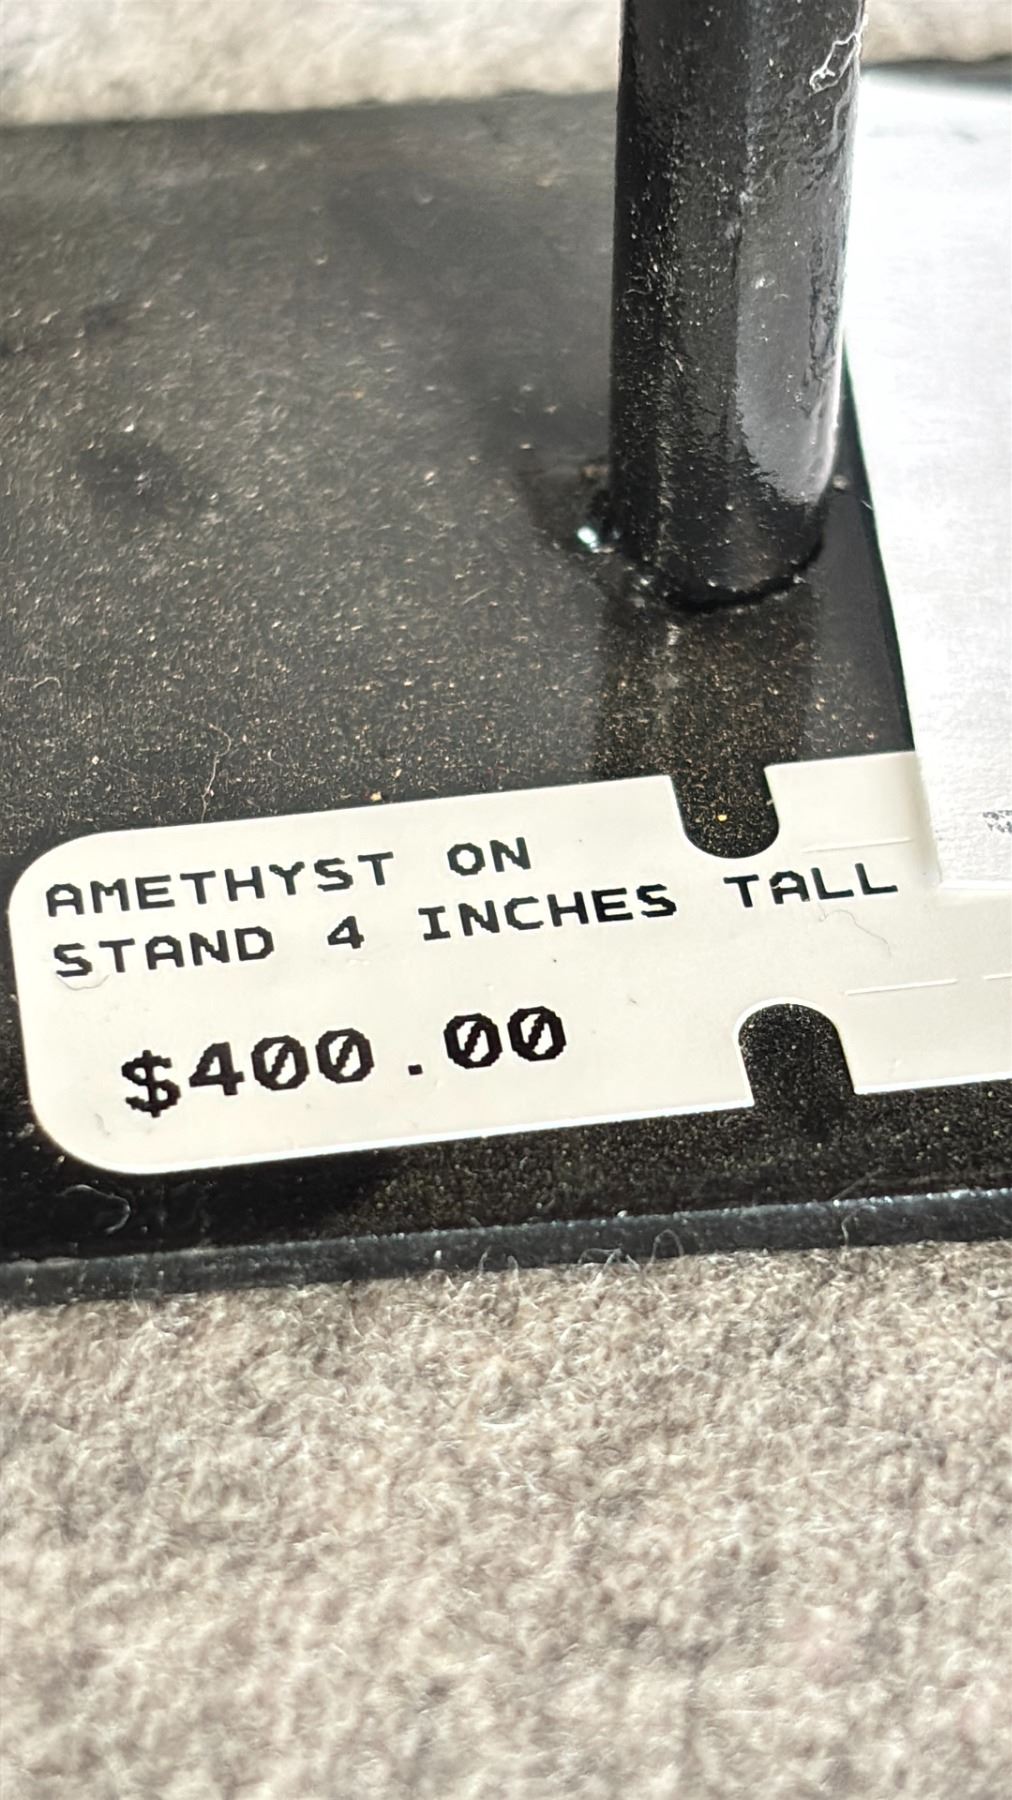 AMETHYST ON
STAND 4 INCHES TALL
$400.00